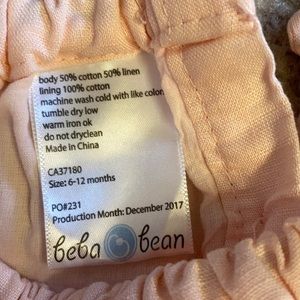 body 50% cotton 50% linen
lining 100% cotton
machine wash cold with like colors
tumble dry low
warm iron ok
do not dryclean
Made in China
CA37180
Size: 6-12 months
PO#231
Production Month: December 2017
beba bean